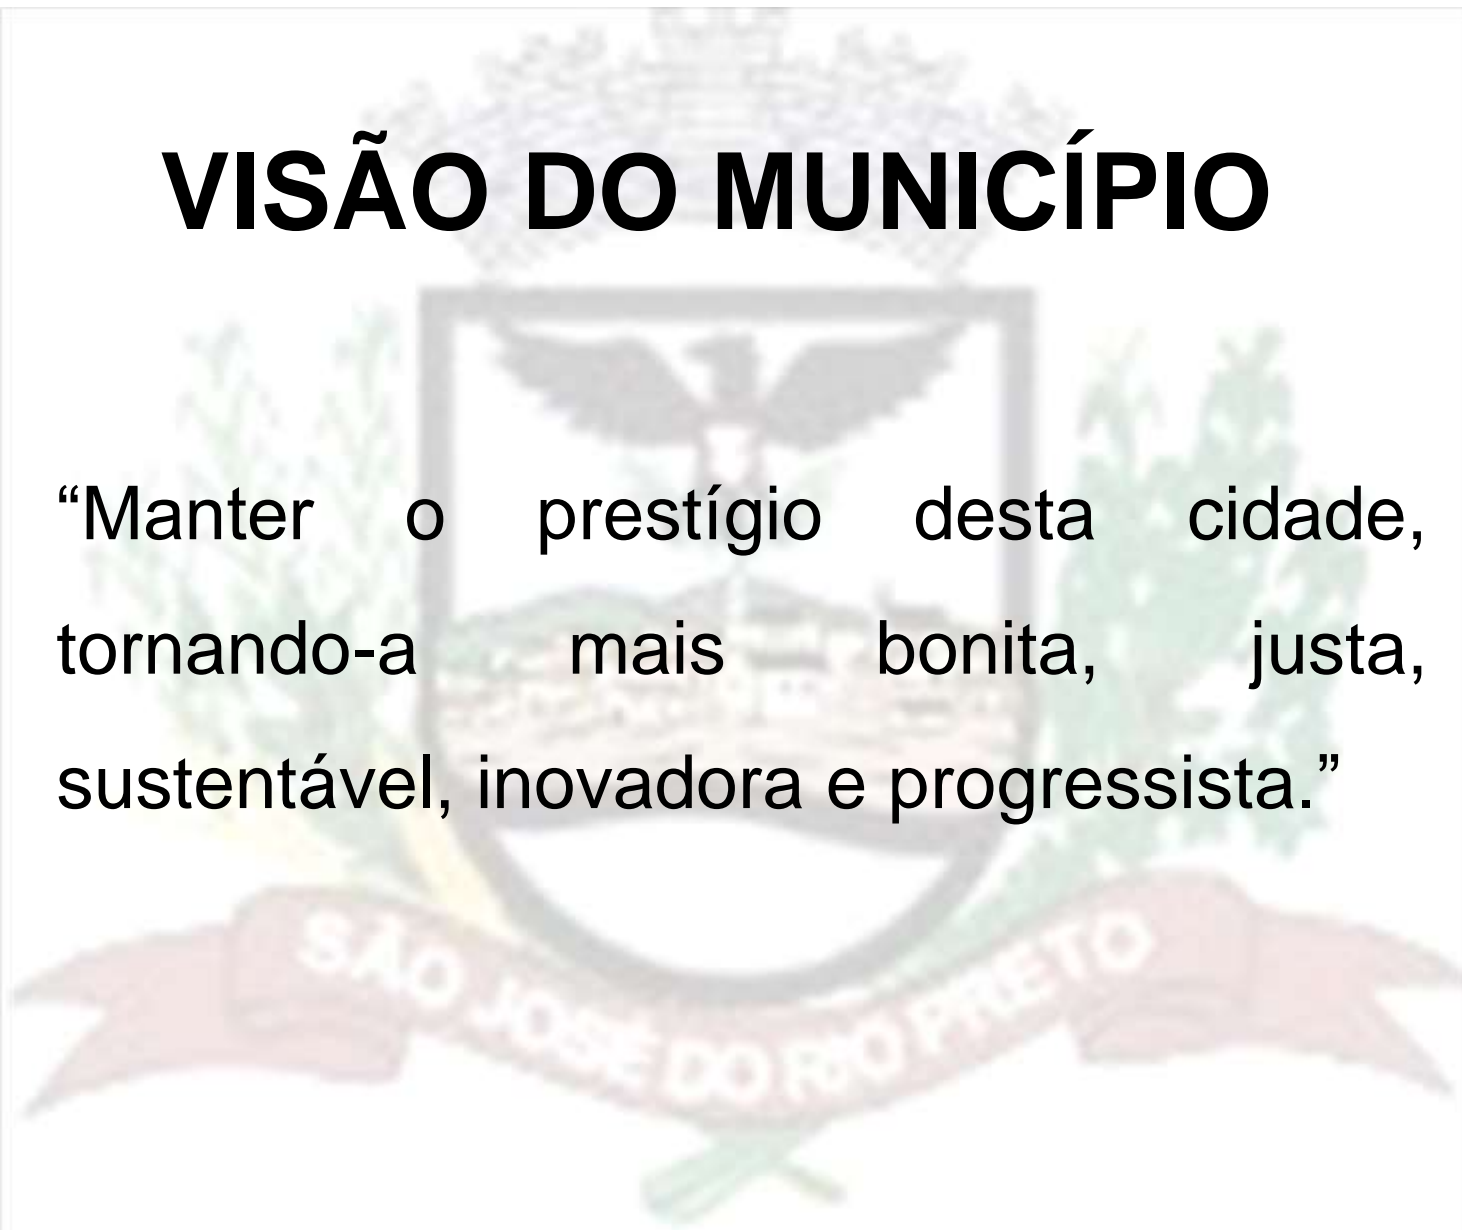 VISÃO DO MUNICÍPIO
“Manter o prestígio desta cidade,
tornando-a mais bonita, justa,
sustentável, inovadora e progressista.”
SÃO JOSÉ DO RIO PRETO